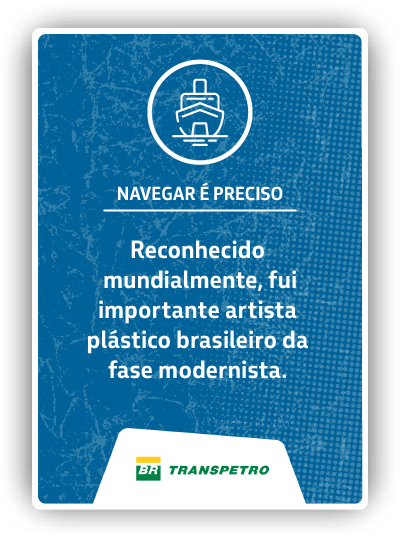 NAVEGAR É PRECISO
Reconhecido
mundialmente, fui
importante artista
plástico brasileiro da
fase modernista.
BR TRANSPETRO